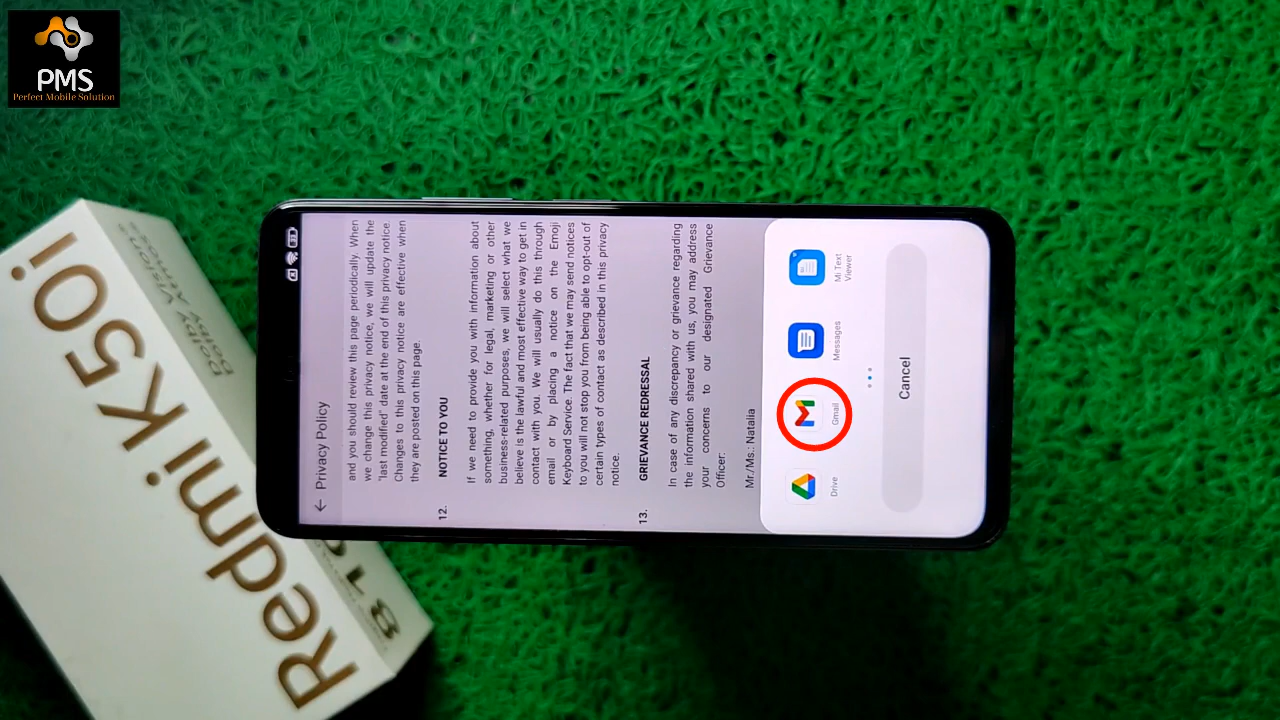 PMS
Perfect Mobile Solution
Redmi K50i
Dolby Vision®
Dolby Atmos®
81
← Privacy Policy
and you should review this page periodically. When
we change this privacy notice, we will update the
"last modified" date at the end of this privacy notice.
Changes to this privacy notice are effective when
they are posted on this page.
12. NOTICE TO YOU
If we need to provide you with information about
something, whether for legal, marketing or other
business-related purposes, we will select what we
believe is the lawful and most effective way to get in
contact with you. We will usually do this through
email or by placing a notice on the Emoji
Keyboard Service. The fact that we may send notices
to you will not stop you from being able to opt-out of
certain types of contact as described in this privacy
notice.
13. GRIEVANCE REDRESSAL
In case of any discrepancy or grievance regarding
the information shared with us, you may address
your concerns to our designated Grievance
Officer:
Mr./Ms.: Natalia
Drive
Gmail
Messages
Mi Text
Viewer
Cancel